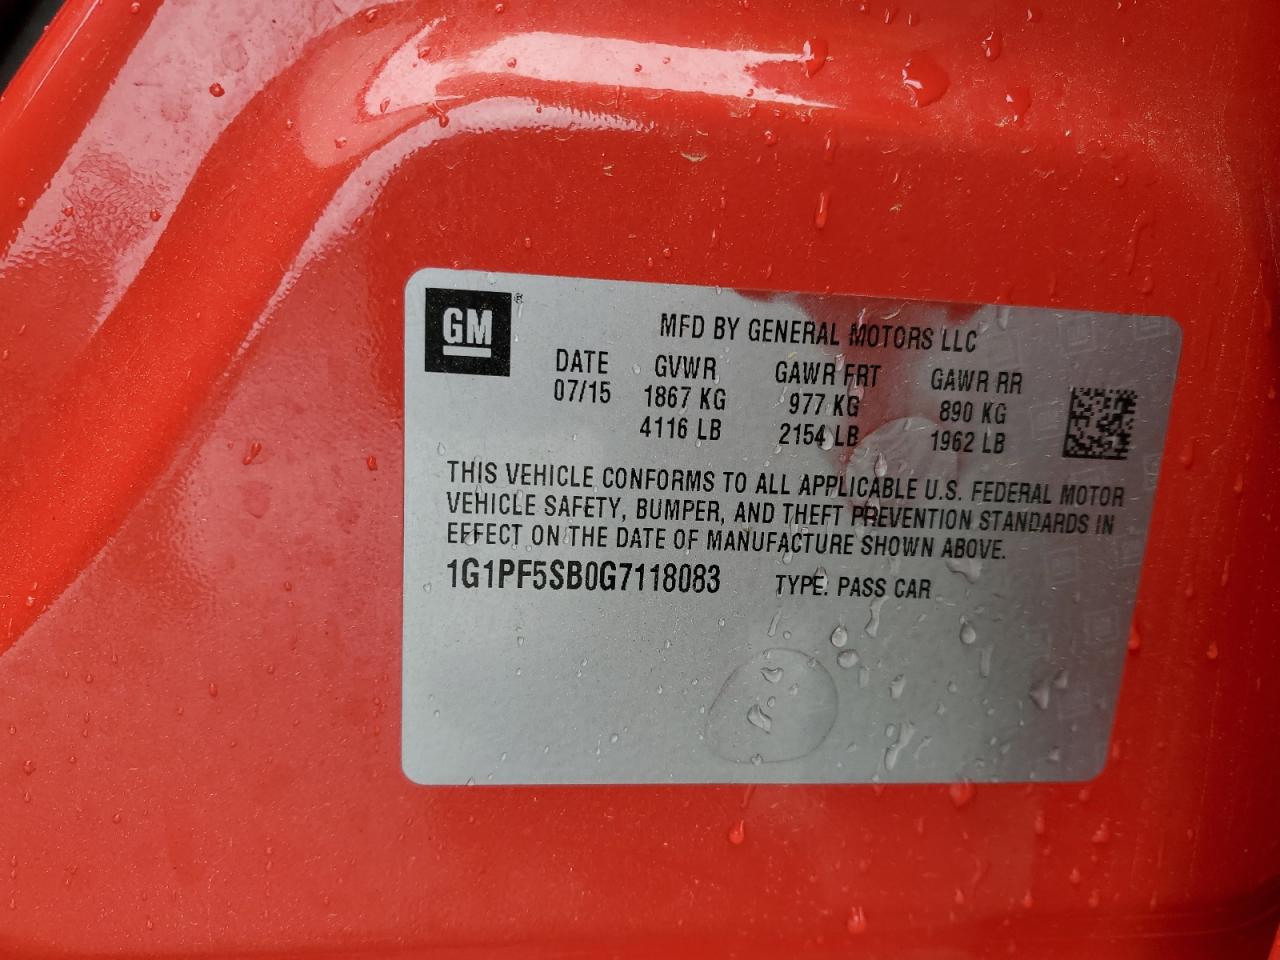 GM®
MFD BY GENERAL MOTORS LLC
DATE GVWR GAWR FRT GAWR RR
07/15 1867 KG 977 KG 890 KG
4116 LB 2154 LB 1962 LB
THIS VEHICLE CONFORMS TO ALL APPLICABLE U.S. FEDERAL MOTOR
VEHICLE SAFETY, BUMPER, AND THEFT PREVENTION STANDARDS IN
EFFECT ON THE DATE OF MANUFACTURE SHOWN ABOVE.
1G1PF5SB0G7118083 TYPE: PASS CAR